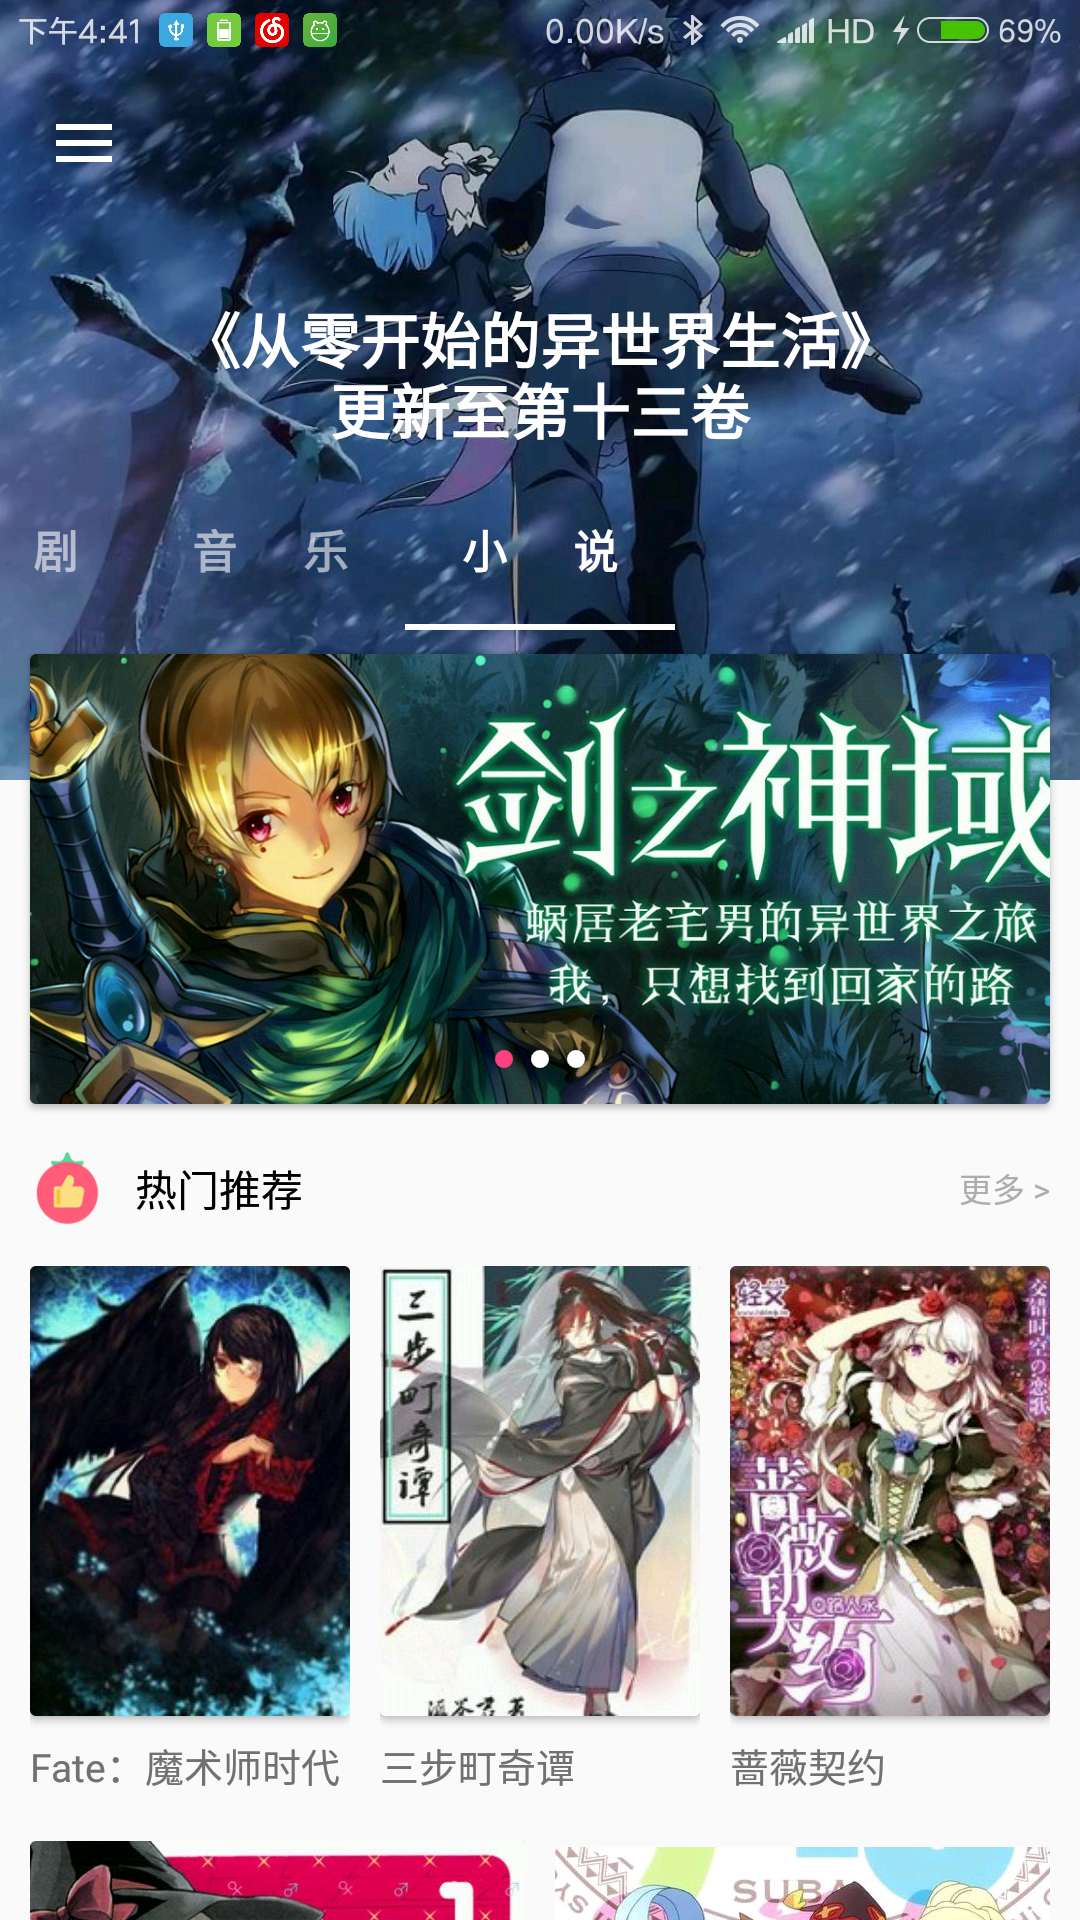 下午4:41
0.00K/s
HD
69%
《从零开始的异世界生活》
更新至第十三卷
剧
音乐
小说
剑之神域
蜗居老宅男的异世界之旅
我，只想找到回家的路
热门推荐
更多 >
三步町奇谭
轻文
交错时空の恋歌
蔷薇契约
Fate：魔术师时代
三步町奇谭
蔷薇契约
1
SUBA